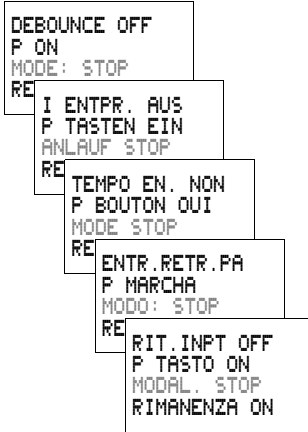 DEBOUNCE OFF
P ON
MODE: STOP
RE
I ENTPR. AUS
P TASTEN EIN
ANLAUF STOP
RE
TEMPO EN. NON
P BOUTON OUI
MODE STOP
RE
ENTR.RETR.PA
P MARCHA
MODO: STOP
RE
RIT.INPT OFF
P TASTO ON
MODAL. STOP
RIMANENZA ON